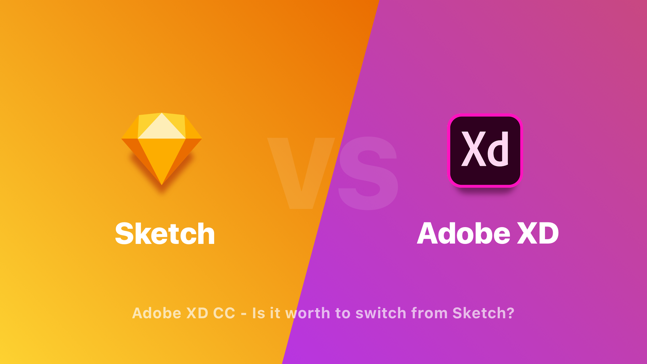 VS
Xd
Sketch
Adobe XD
Adobe XD CC - Is it worth to switch from Sketch?